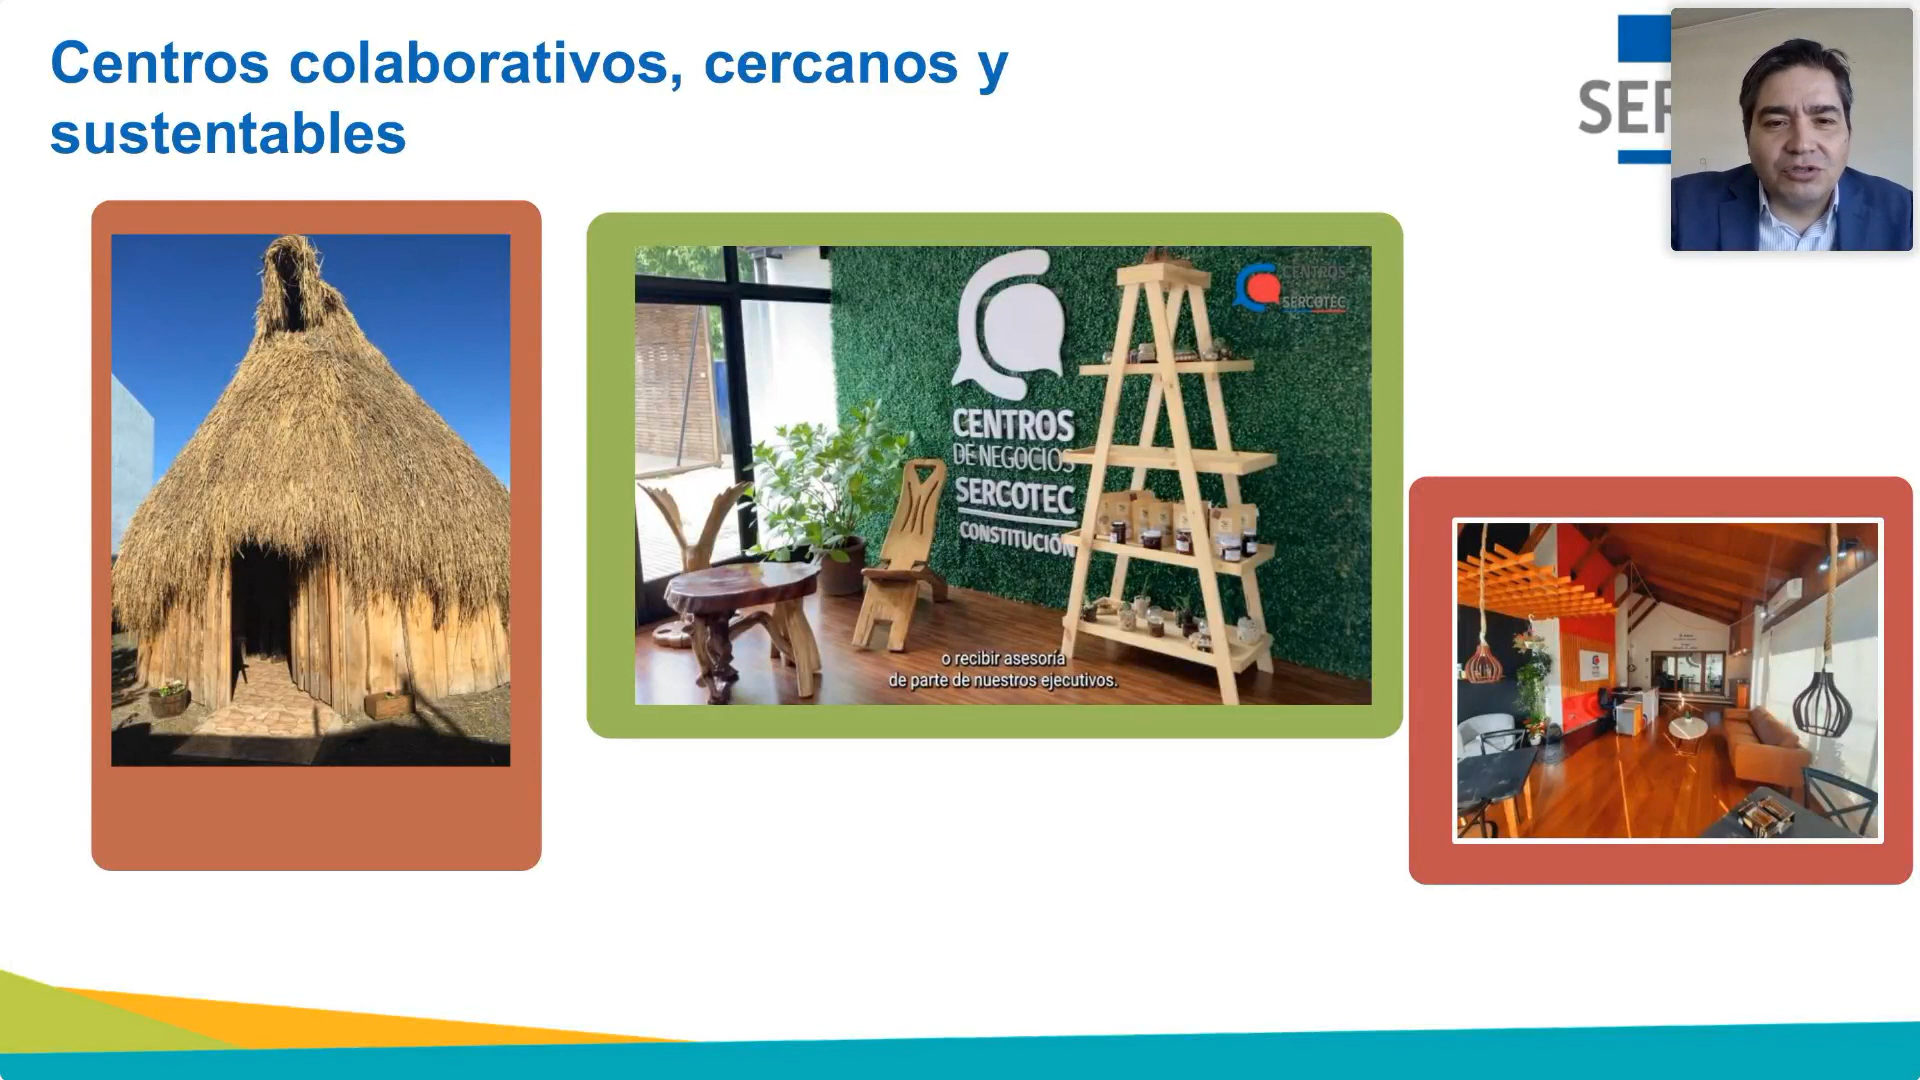 Centros colaborativos, cercanos y
sustentables
SER
CENTROS
DE NEGOCIOS
SERCOTEC
CONSTITUCIÓN
CENTROS
SERCOTEC
o recibir asesoría
de parte de nuestros ejecutivos.